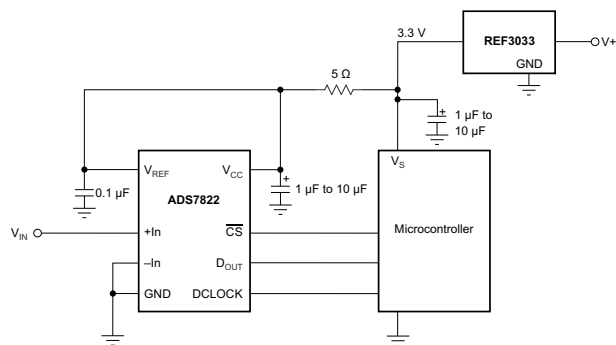 3.3 V
REF3033
V+
GND
5 Ω
1 µF to
10 µF
+
VREF
VCC
VS
0.1 µF
ADS7822
+
1 µF to 10 µF
VIN
+In
CS
Microcontroller
–In
DOUT
GND
DCLOCK